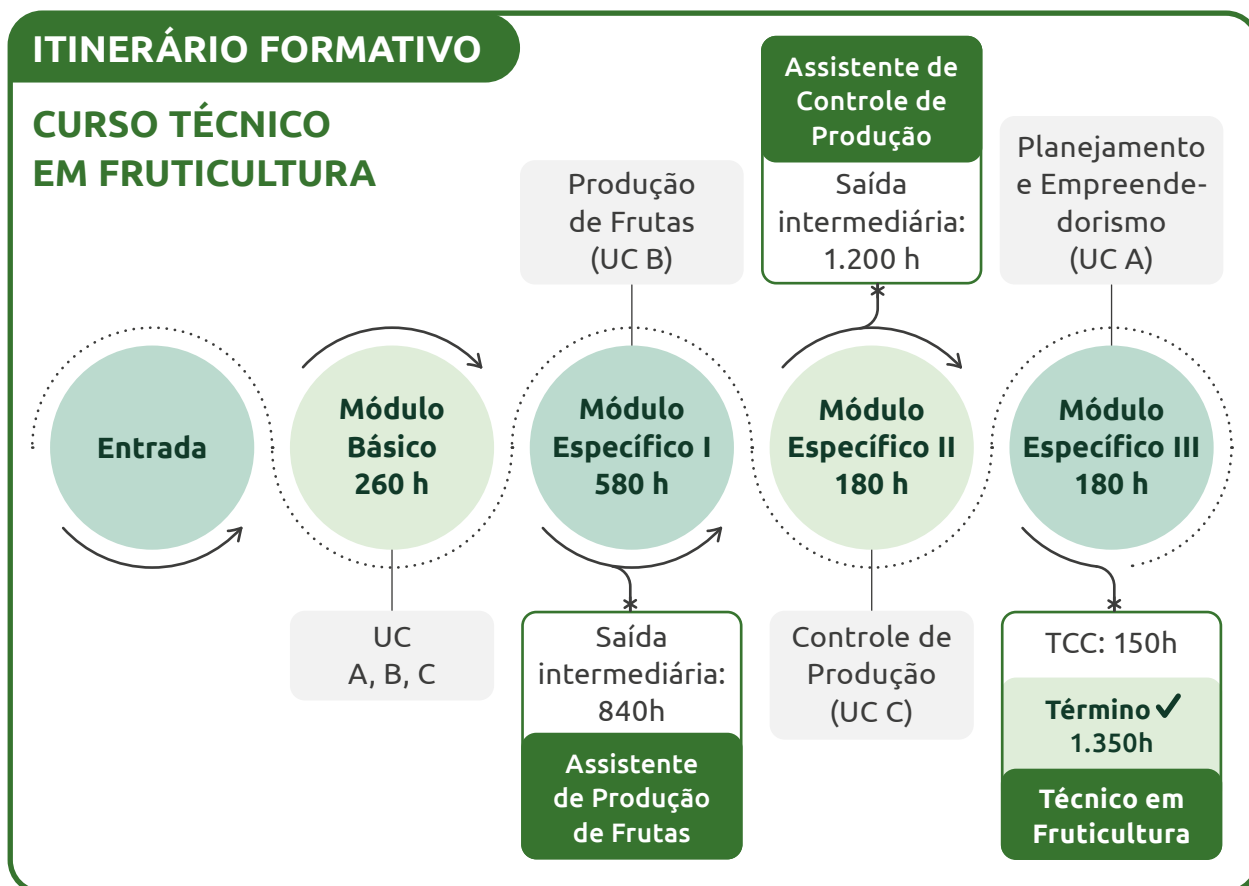 ITINERÁRIO FORMATIVO
CURSO TÉCNICO
EM FRUTICULTURA
Entrada
Módulo
Básico
260 h
UC
A, B, C
Produção
de Frutas
(UC B)
Módulo
Específico I
580 h
Saída
intermediária:
840h
Assistente
de Produção
de Frutas
Assistente de
Controle de
Produção
Saída
intermediária:
1.200 h
Módulo
Específico II
180 h
Controle de
Produção
(UC C)
Planejamento
e Empreende-
dorismo
(UC A)
Módulo
Específico III
180 h
TCC: 150h
Término ✓
1.350h
Técnico em
Fruticultura